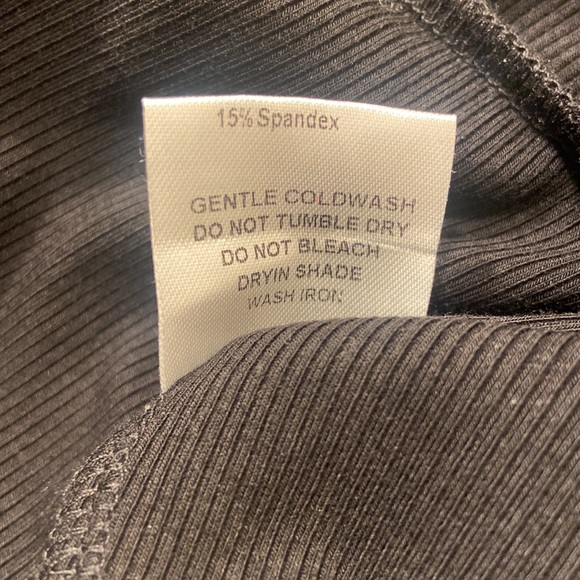 15% Spandex
GENTLE COLDWASH
DO NOT TUMBLE DRY
DO NOT BLEACH
DRYIN SHADE
WASH IRON